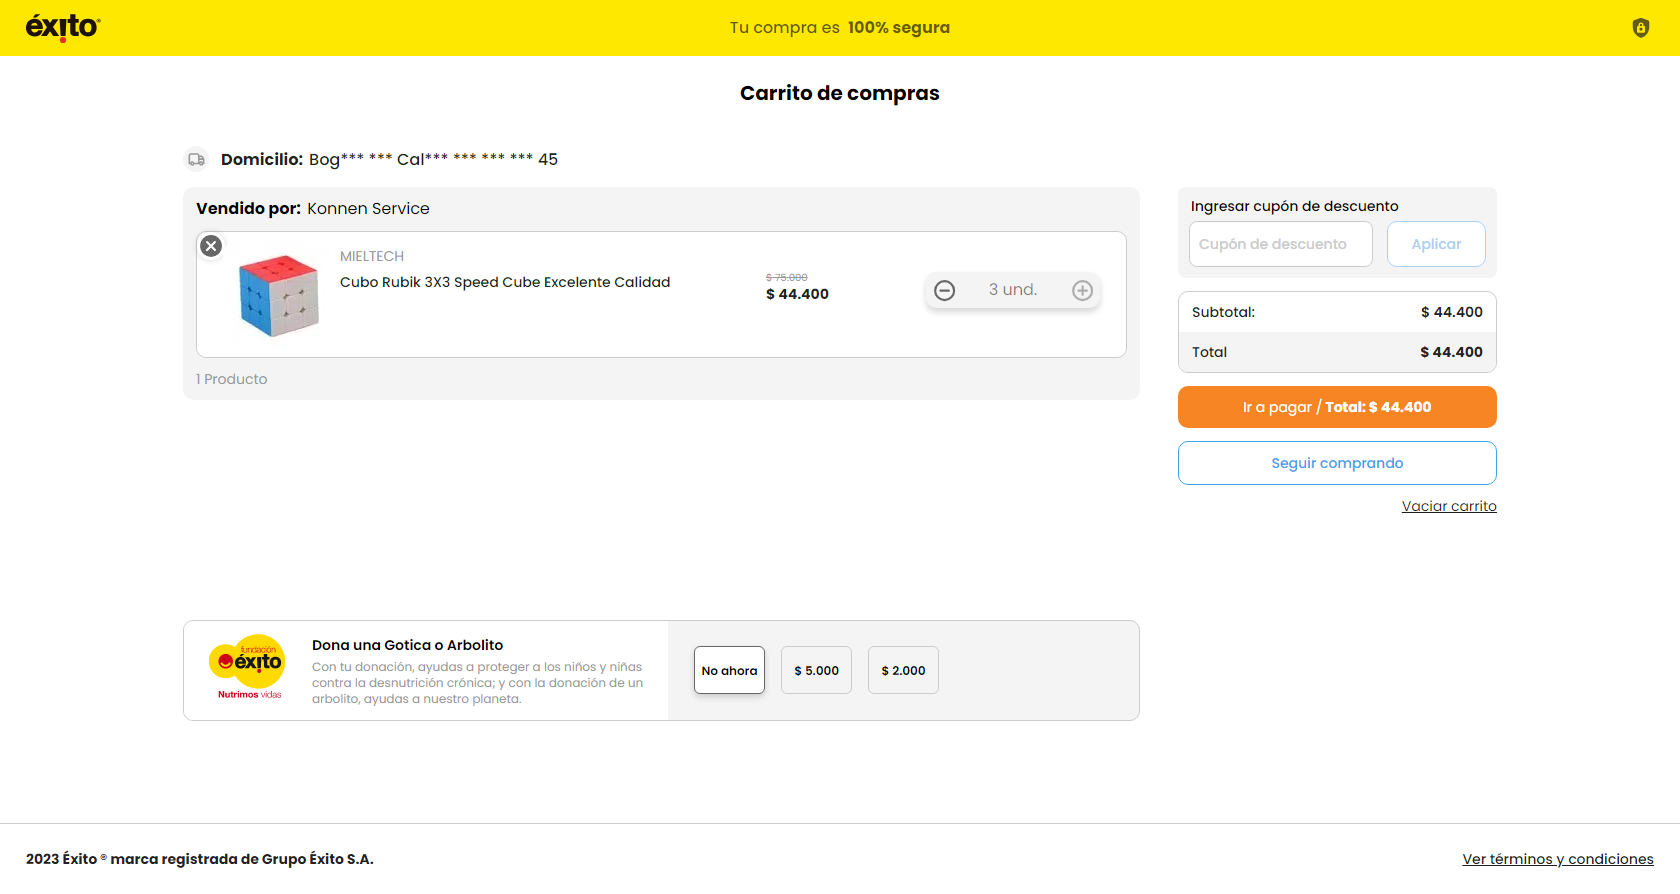 éxito
Tu compra es 100% segura
Carrito de compras
Domicilio: Bog*** *** Cal*** *** *** *** 45
Vendido por: Konnen Service
MIELTECH
Cubo Rubik 3X3 Speed Cube Excelente Calidad
$ 75.000
$ 44.400
3 und.
1 Producto
Ingresar cupón de descuento
Cupón de descuento
Aplicar
Subtotal: $ 44.400
Total $ 44.400
Ir a pagar / Total: $ 44.400
Seguir comprando
Vaciar carrito
fundación
éxito
Nutrimos vidas
Dona una Gotica o Arbolito
Con tu donación, ayudas a proteger a los niños y niñas
contra la desnutrición crónica; y con la donación de un
arbolito, ayudas a nuestro planeta.
No ahora
$ 5.000
$ 2.000
2023 Éxito ® marca registrada de Grupo Éxito S.A.
Ver términos y condiciones